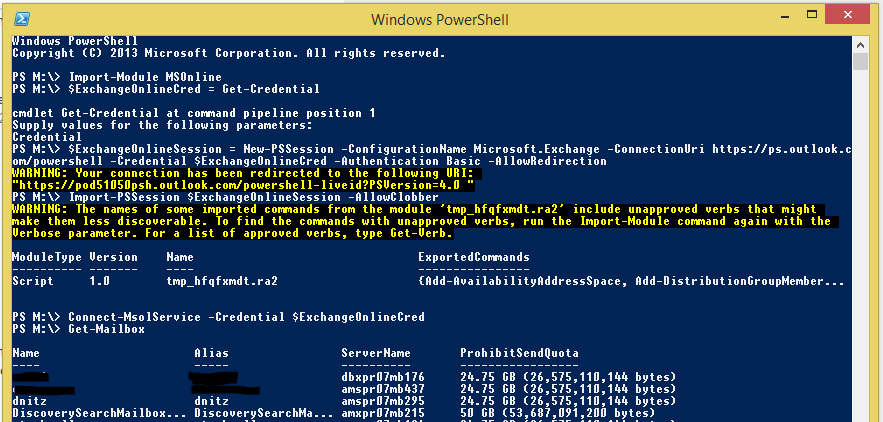 Windows PowerShell
Windows PowerShell
Copyright (C) 2013 Microsoft Corporation. All rights reserved.
PS M:\> Import-Module MSOnline
PS M:\> $ExchangeOnlineCred = Get-Credential
cmdlet Get-Credential at command pipeline position 1
Supply values for the following parameters:
Credential
PS M:\> $ExchangeOnlineSession = New-PSSession -ConfigurationName Microsoft.Exchange -ConnectionUri https://ps.outlook.c
om/powershell -Credential $ExchangeOnlineCred -Authentication Basic -AllowRedirection
WARNING: Your connection has been redirected to the following URI:
"https://pod51050psh.outlook.com/powershell-liveid?PSVersion=4.0 "
PS M:\> Import-PSSession $ExchangeOnlineSession -AllowClobber
WARNING: The names of some imported commands from the module 'tmp_hfqfxmdt.ra2' include unapproved verbs that might
make them less discoverable. To find the commands with unapproved verbs, run the Import-Module command again with the
Verbose parameter. For a list of approved verbs, type Get-Verb.
ModuleType Version Name ExportedCommands
---------- ------- ---- ----------------
Script 1.0 tmp_hfqfxmdt.ra2 {Add-AvailabilityAddressSpace, Add-DistributionGroupMember...
PS M:\> Connect-MsolService -Credential $ExchangeOnlineCred
PS M:\> Get-Mailbox
Name Alias ServerName ProhibitSendQuota
---- ----- ---------- -----------------
dbxpr07mb176 24.75 GB (26,575,110,144 bytes)
amspr07mb437 24.75 GB (26,575,110,144 bytes)
dnitz dnitz amspr07mb295 24.75 GB (26,575,110,144 bytes)
DiscoverySearchMailbox... DiscoverySearchMa... amxpr07mb215 50 GB (53,687,091,200 bytes)